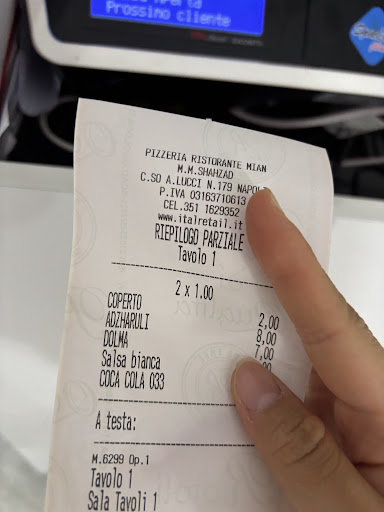 Prossimo cliente
PIZZERIA RISTORANTE MIAN
M.M.SHAHZAD
C.SO A.LUCCI N.179 NAPOLI
P.IVA 03163710613
CEL.351 1629352
www.italretail.it
RIEPILOGO PARZIALE
Tavolo 1
2 x 1.00
COPERTO 2,00
ADZHARULI 8,00
DOLMA 7,00
Salsa bianca
COCA COLA 033
A testa:
M.6299 Op.1
Tavolo 1
Sala Tavoli 1